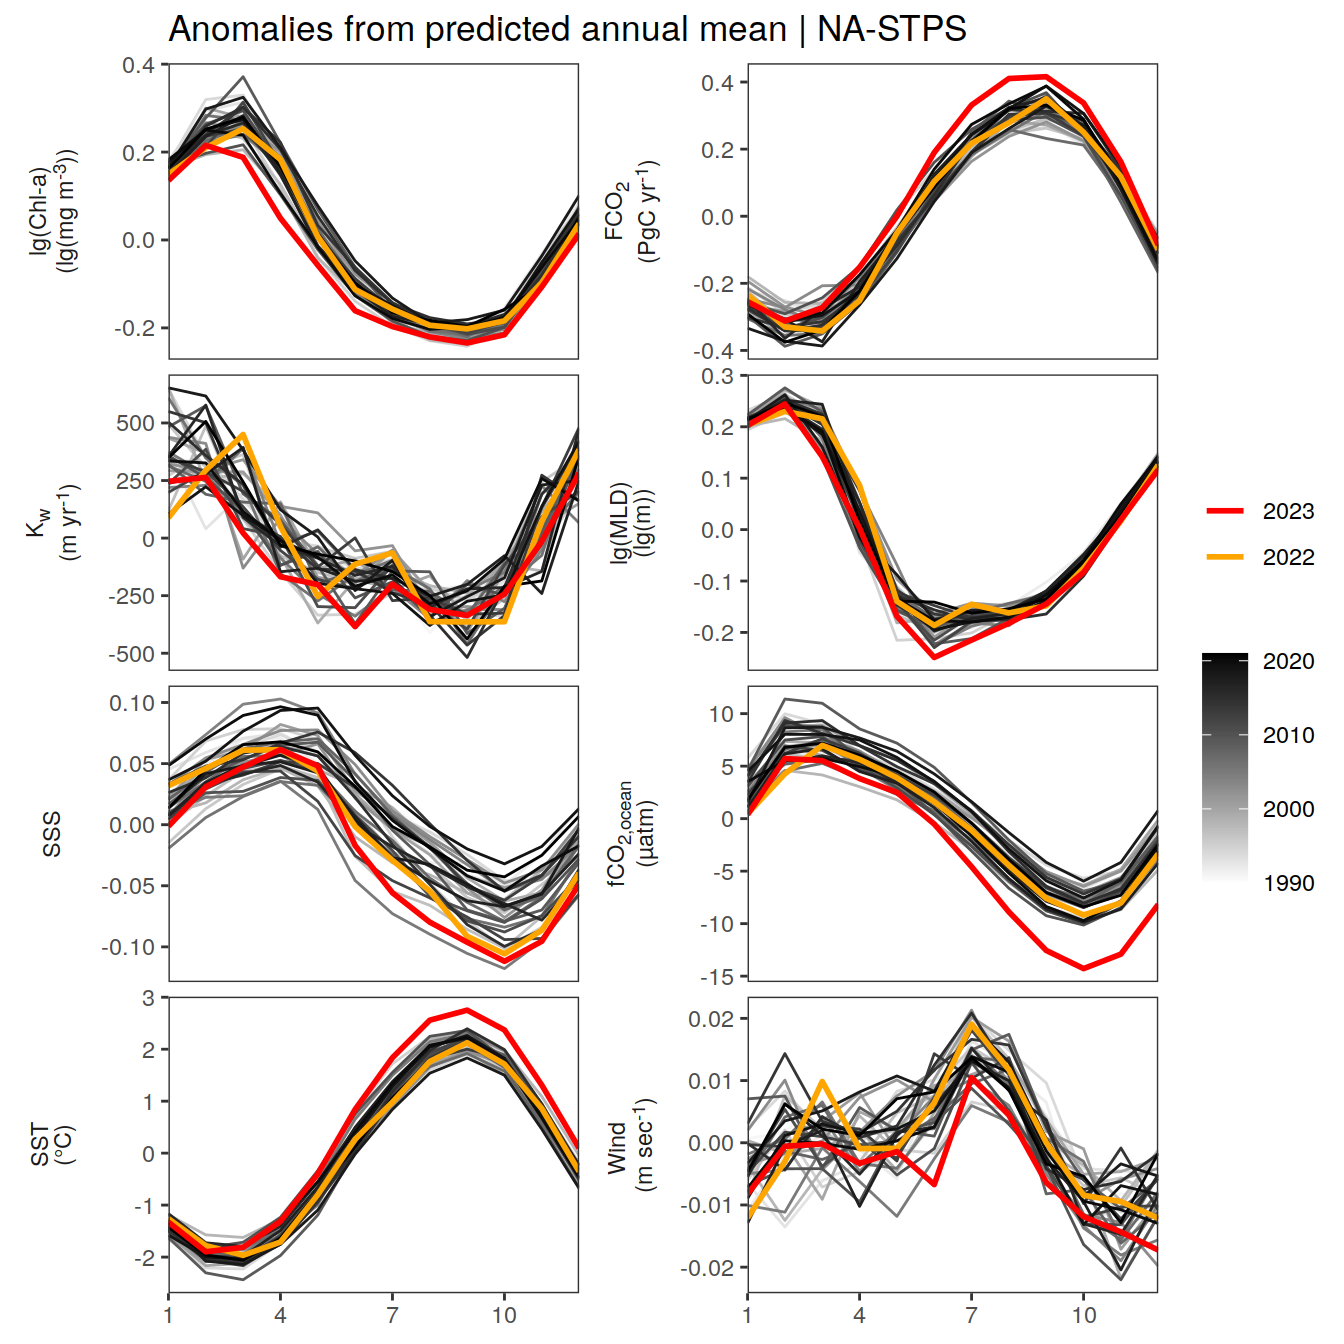 Anomalies from predicted annual mean | NA-STPS
lg(Chl-a)
(lg(mg m⁻³))
0.4
0.2
0.0
-0.2
FCO₂
(PgC yr⁻¹)
0.4
0.2
0.0
-0.2
-0.4
K_w
(m yr⁻¹)
500
250
0
-250
-500
lg(MLD)
(lg(m))
0.3
0.2
0.1
0.0
-0.1
-0.2
SSS
0.10
0.05
0.00
-0.05
-0.10
fCO₂,ocean
(µatm)
10
5
0
-5
-10
-15
SST
(°C)
3
2
1
0
-1
-2
1 4 7 10
Wind
(m sec⁻¹)
0.02
0.01
0.00
-0.01
-0.02
1 4 7 10
2023
2022
2020
2010
2000
1990